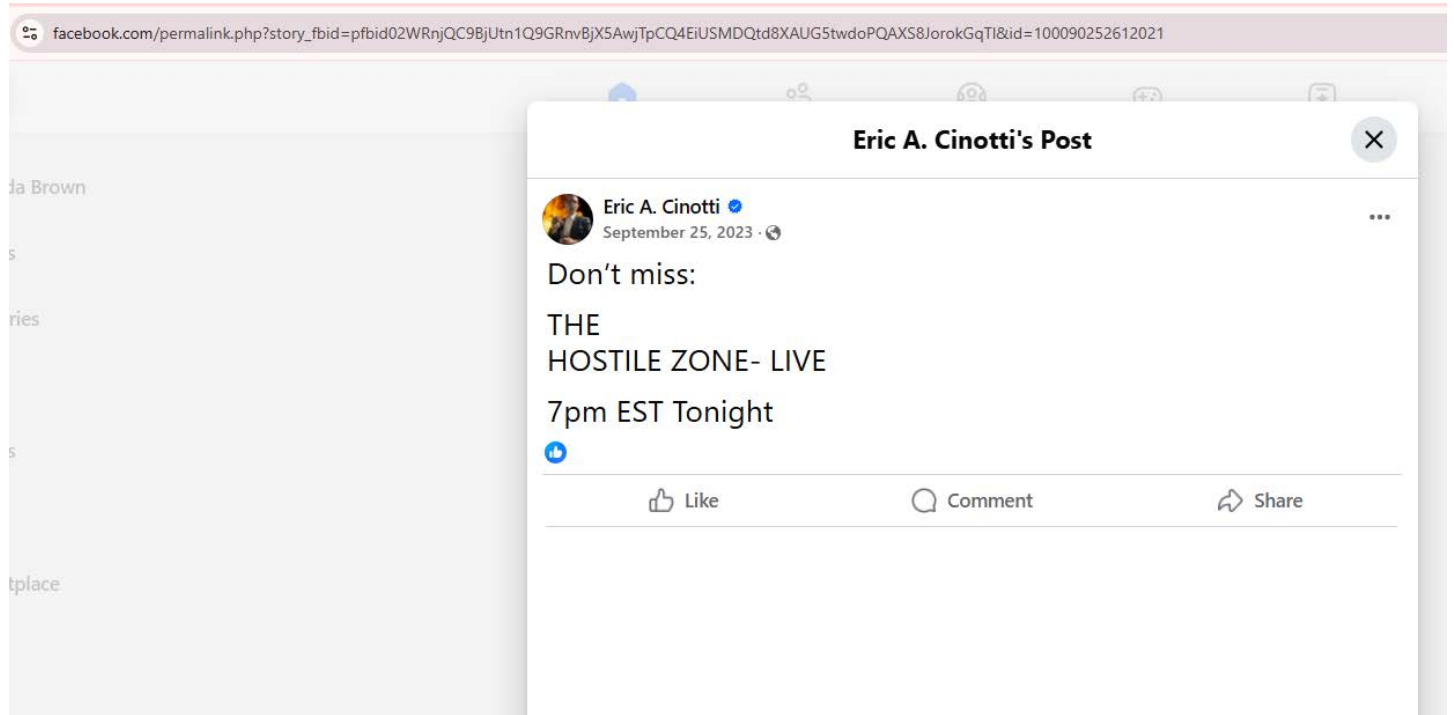 facebook.com/permalink.php?story_fbid=pfbid02WRnjQC9BjUtn1Q9GRnvBjX5AwjTpCQ4EiUSMDQtd8XAUG5twdoPQAXS8JorokGqTl&id=100090252612021
Eric A. Cinotti's Post
da Brown
Eric A. Cinotti
September 25, 2023 ·
s
Don't miss:
ries
THE
HOSTILE ZONE- LIVE
7pm EST Tonight
s
Like Comment Share
tplace